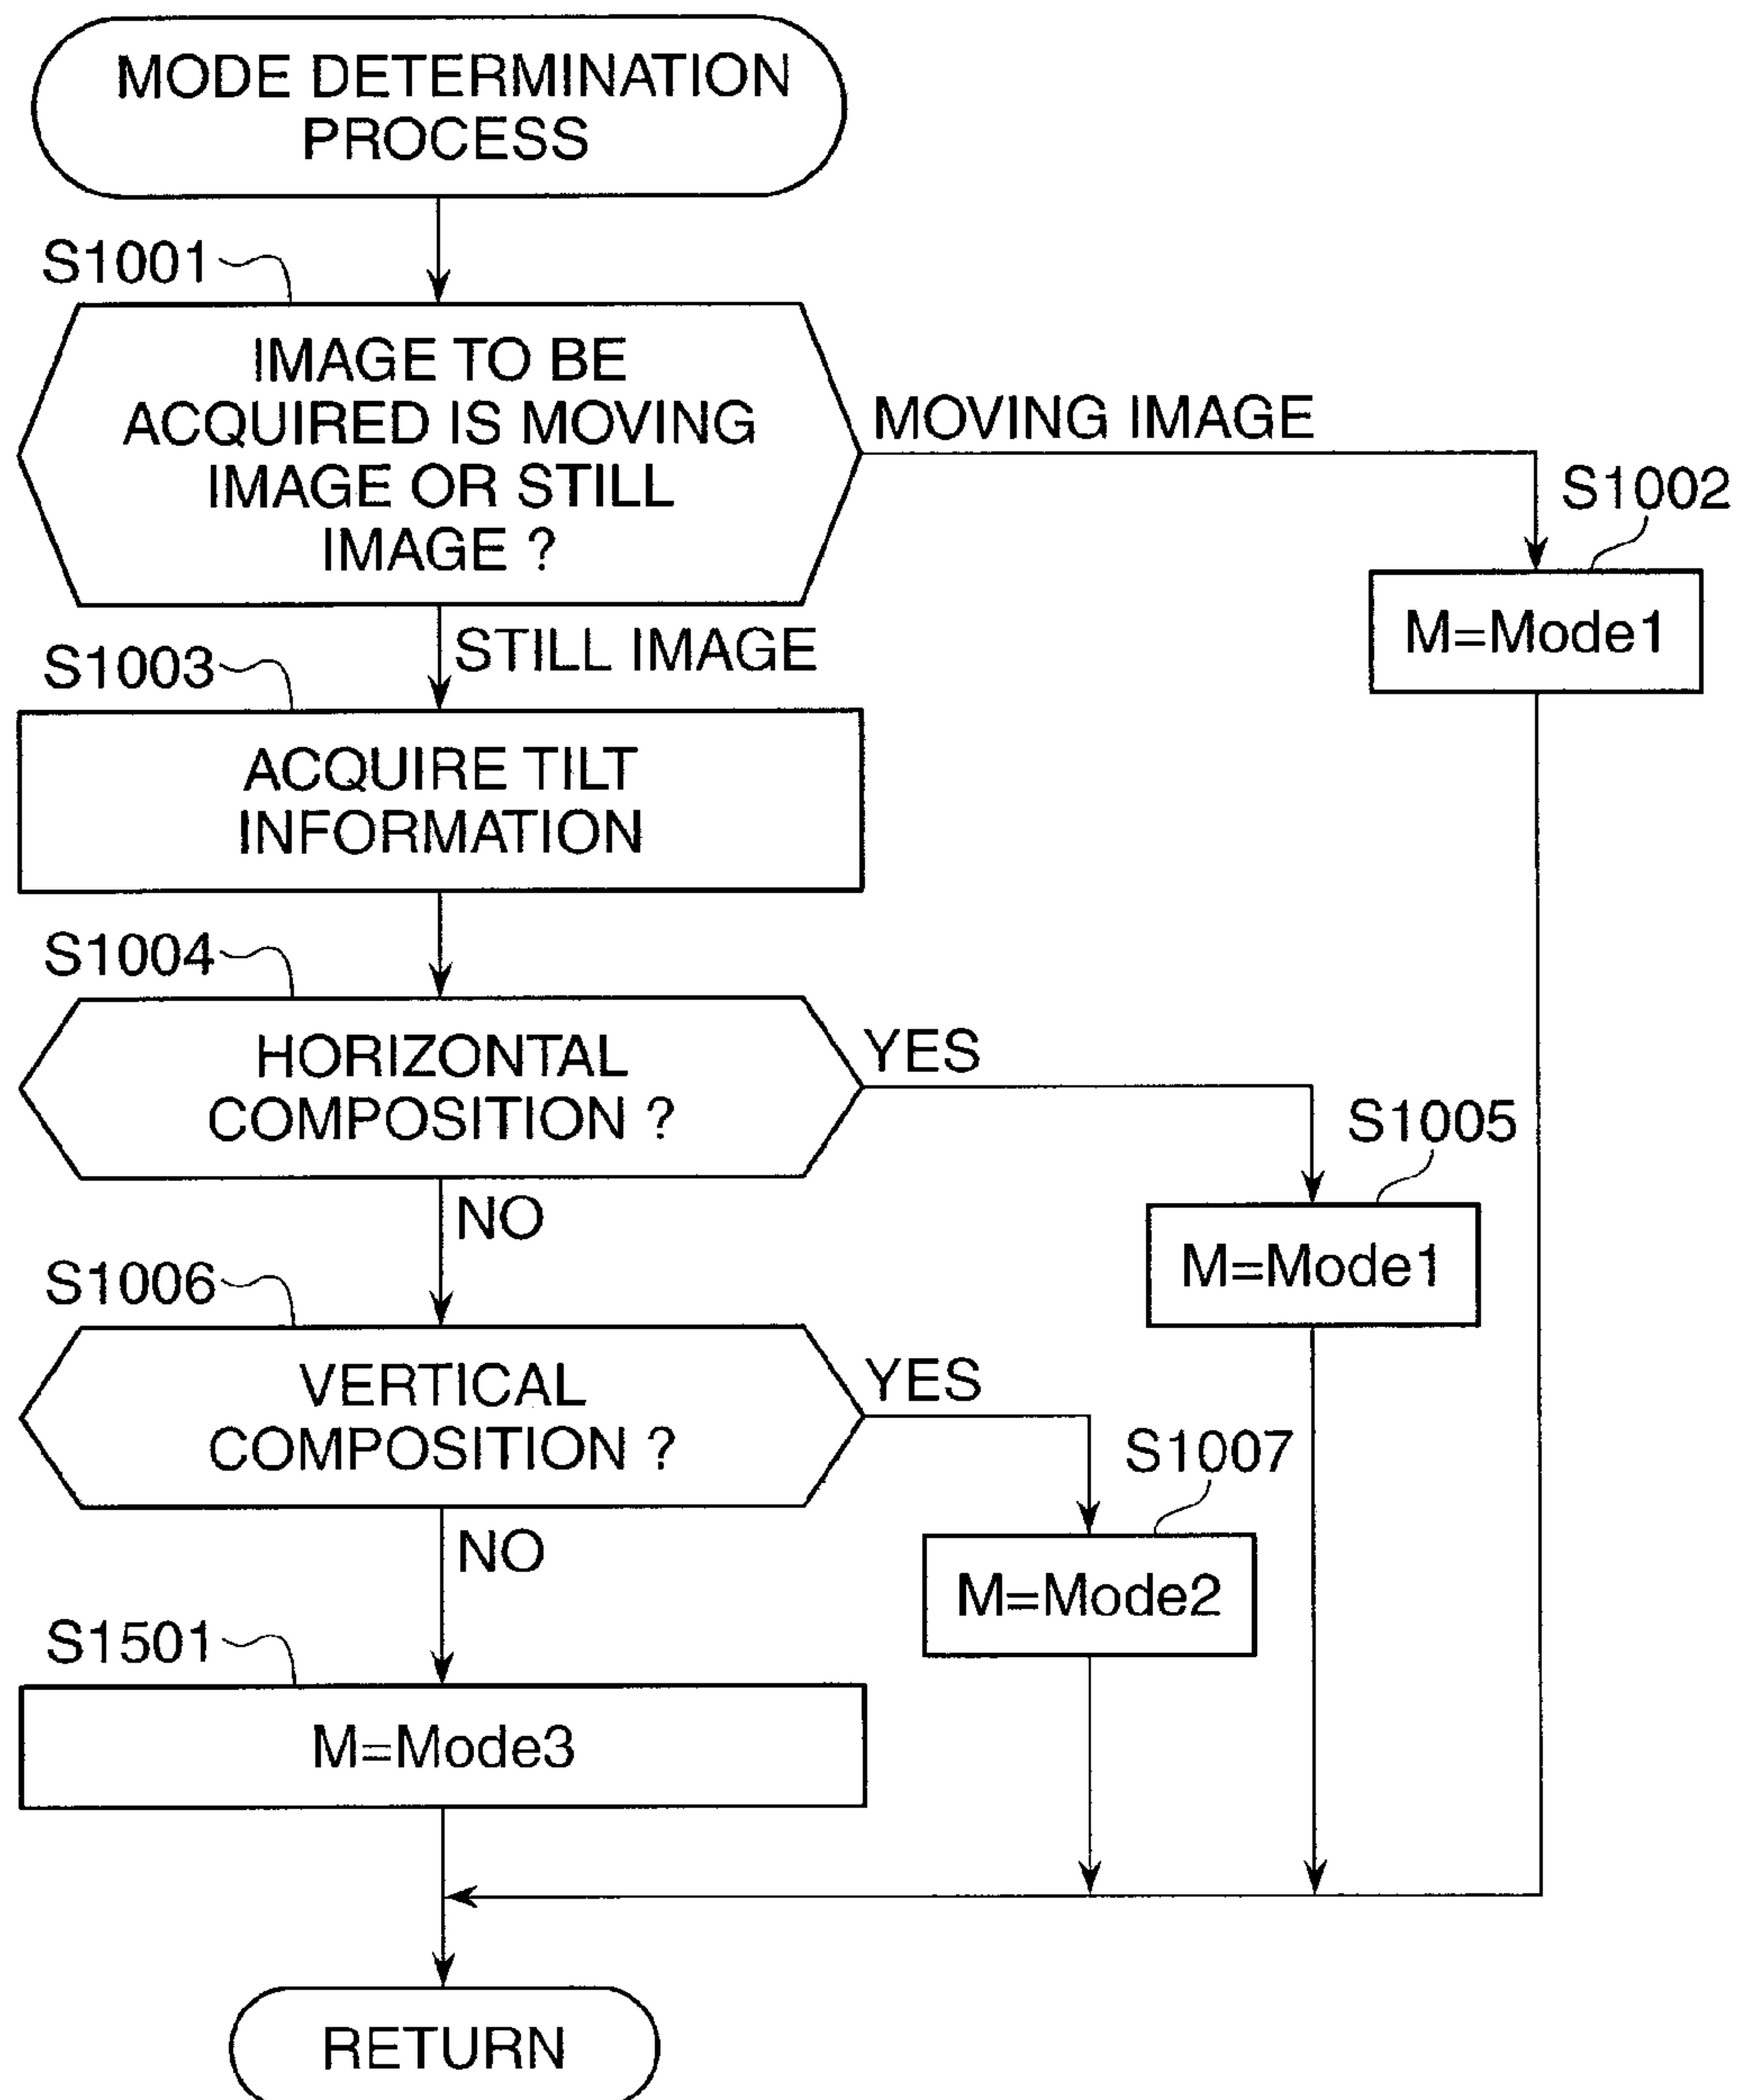 MODE DETERMINATION
PROCESS
S1001
IMAGE TO BE
ACQUIRED IS MOVING
IMAGE OR STILL
IMAGE ?
MOVING IMAGE
S1002
M=Mode1
STILL IMAGE
S1003
ACQUIRE TILT
INFORMATION
S1004
HORIZONTAL
COMPOSITION ?
YES
S1005
M=Mode1
NO
S1006
VERTICAL
COMPOSITION ?
YES
S1007
M=Mode2
NO
S1501
M=Mode3
RETURN